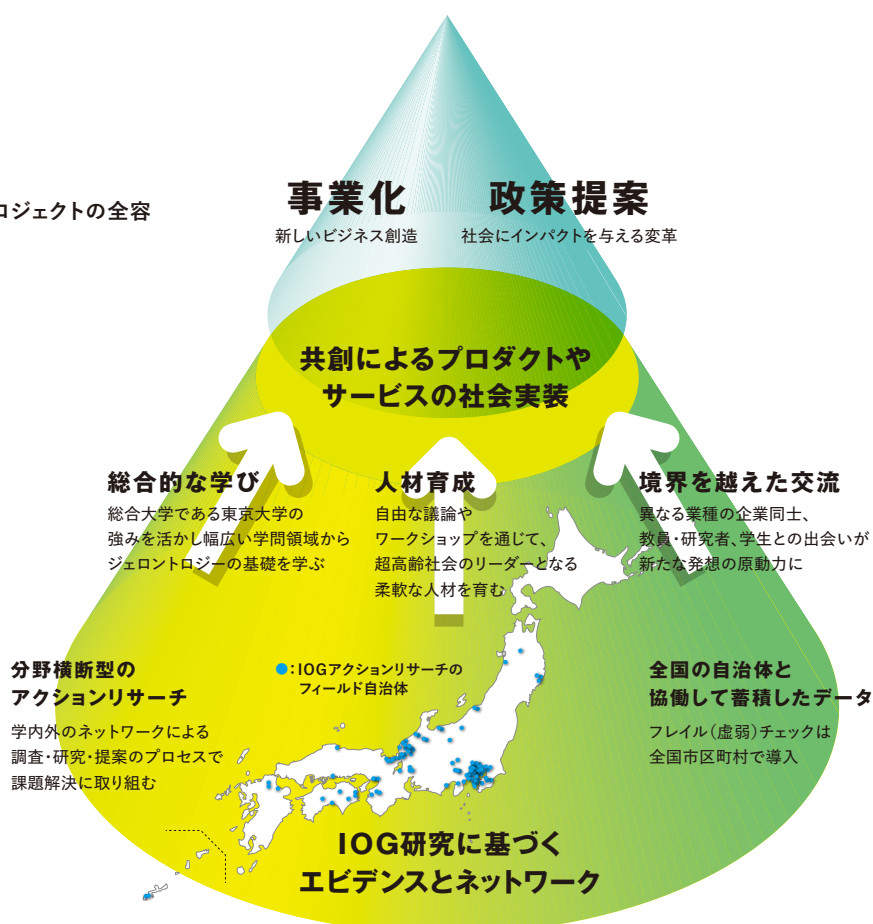 ロジェクトの全容
事業化
新しいビジネス創造
政策提案
社会にインパクトを与える変革
共創によるプロダクトや
サービスの社会実装
総合的な学び
総合大学である東京大学の
強みを活かし幅広い学問領域から
ジェロントロジーの基礎を学ぶ
人材育成
自由な議論や
ワークショップを通じて、
超高齢社会のリーダーとなる
柔軟な人材を育む
境界を越えた交流
異なる業種の企業同士、
教員・研究者、学生との出会いが
新たな発想の原動力に
分野横断型の
アクションリサーチ
学内外のネットワークによる
調査・研究・提案のプロセスで
課題解決に取り組む
●：IOGアクションリサーチの
フィールド自治体
全国の自治体と
協働して蓄積したデータ
フレイル（虚弱）チェックは
全国市区町村で導入
IOG研究に基づく
エビデンスとネットワーク